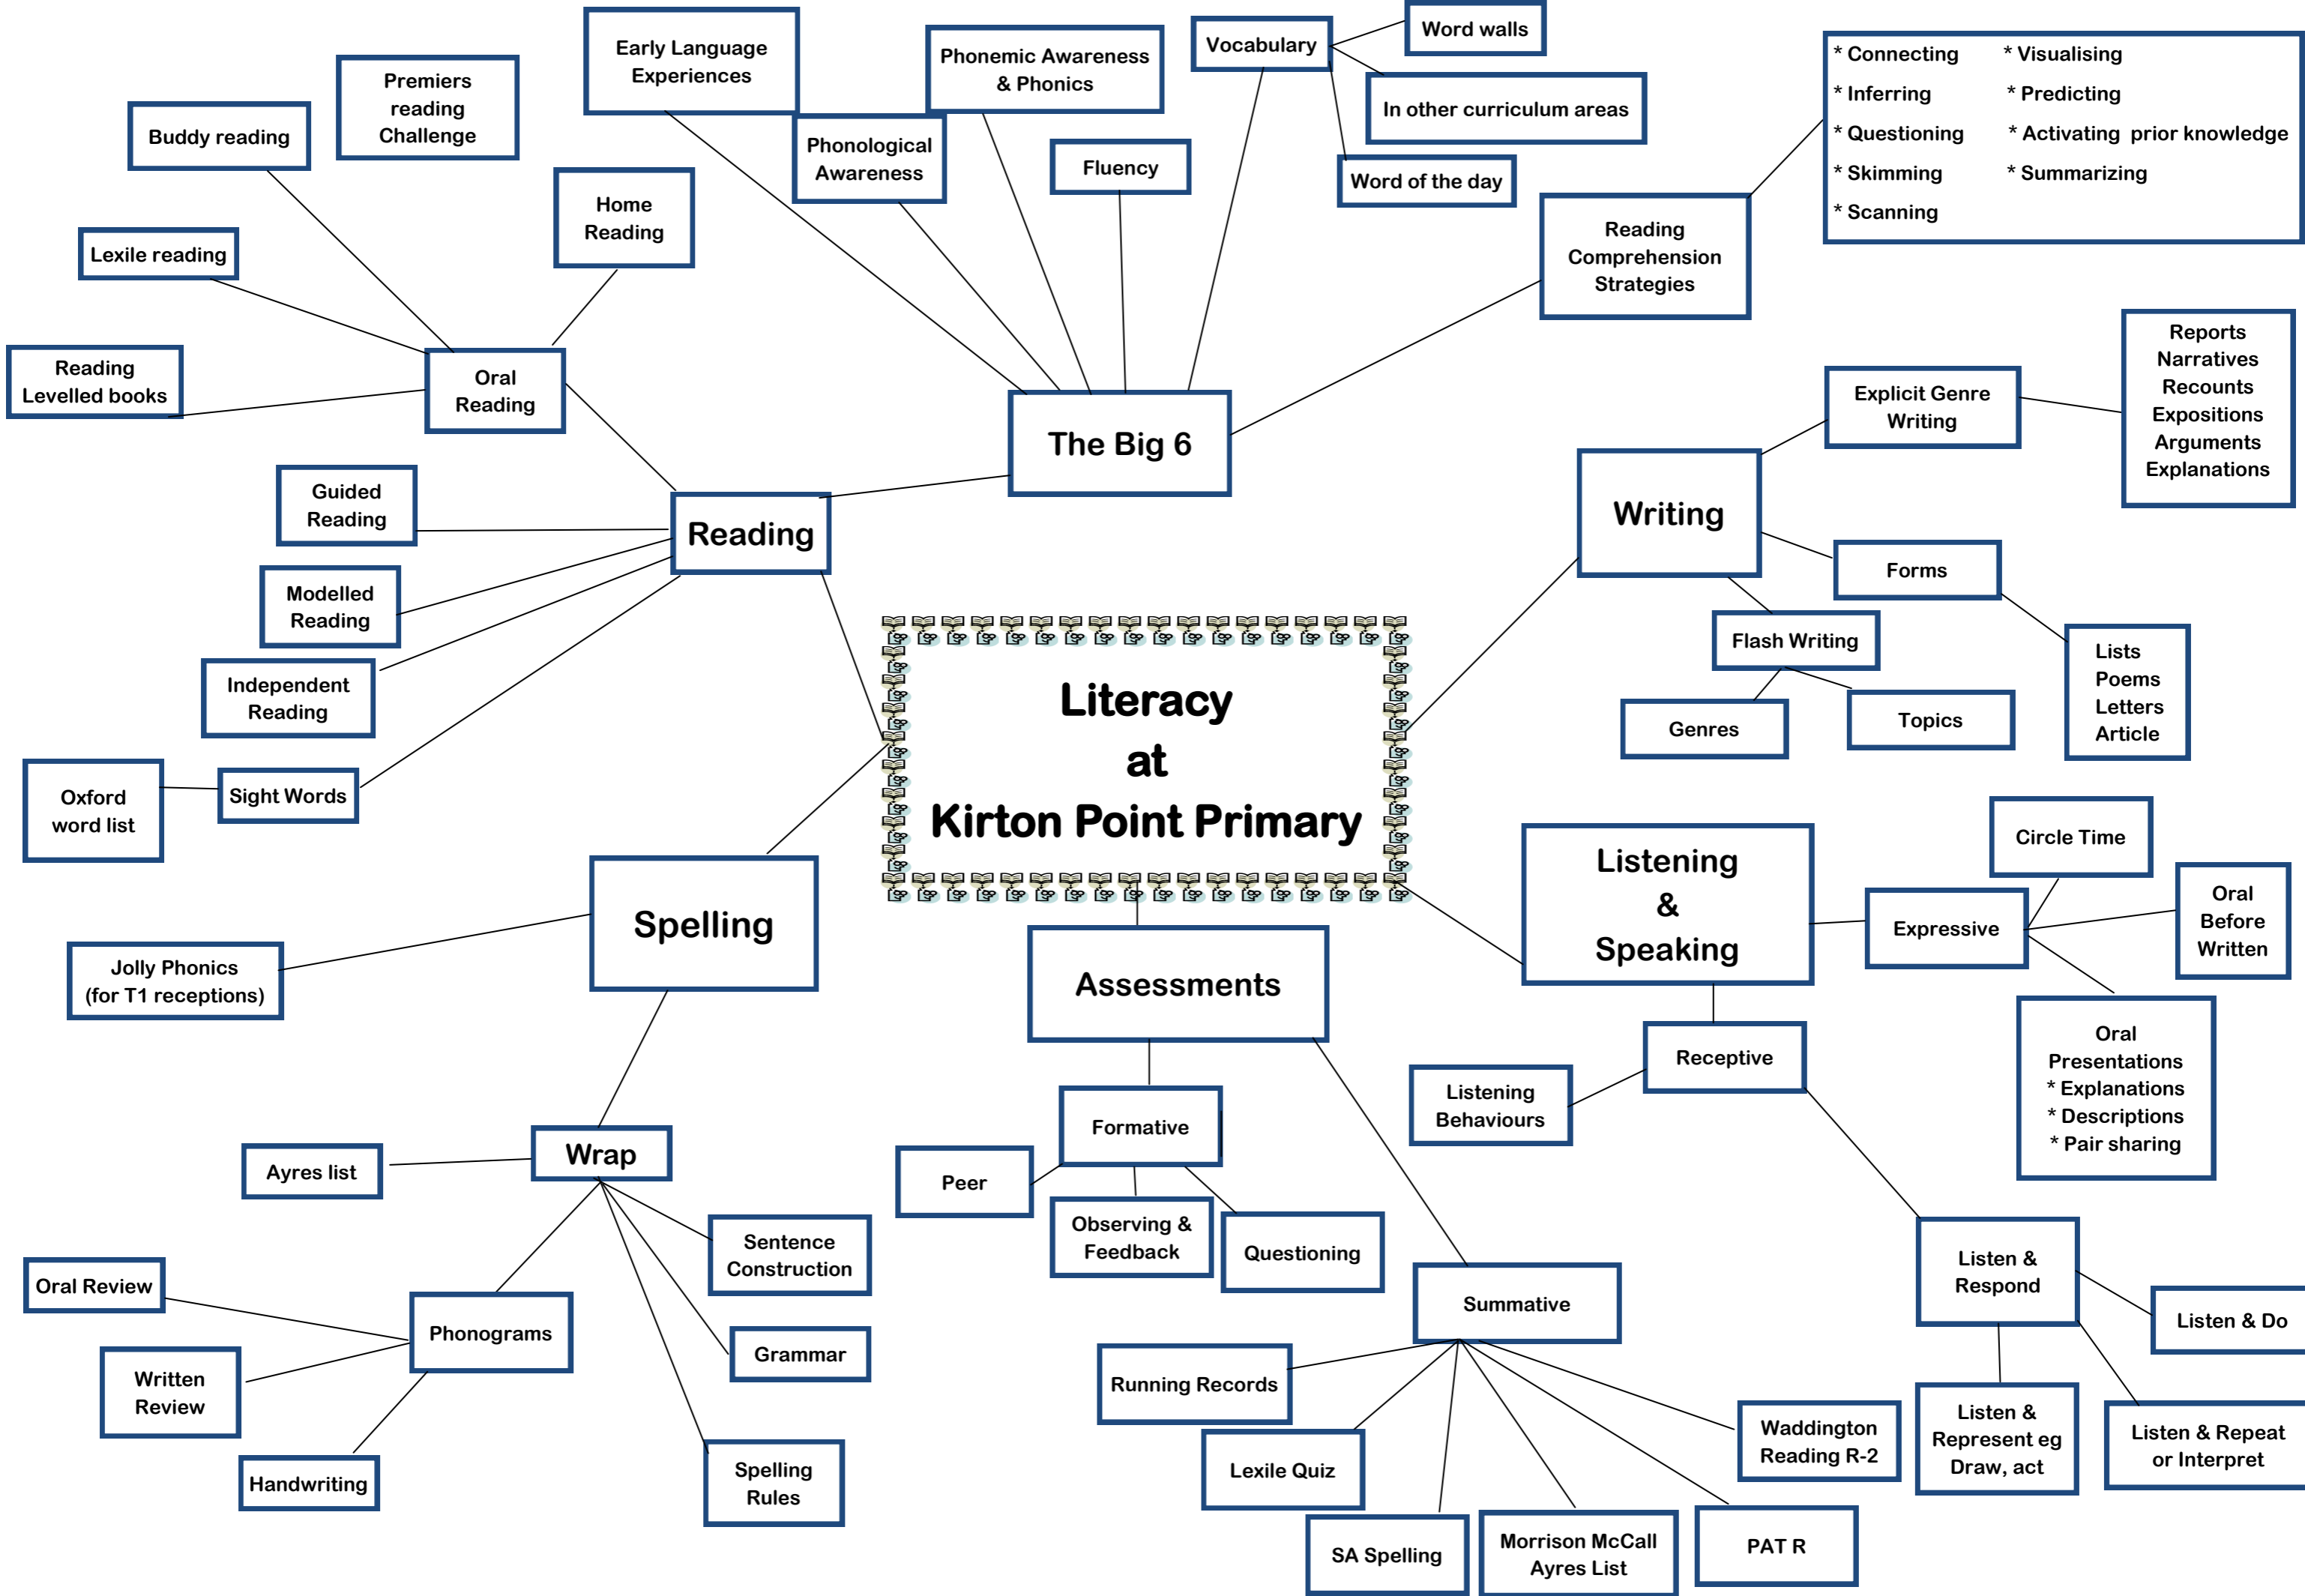 Early Language
Experiences
Phonemic Awareness
& Phonics
Vocabulary
Word walls
In other curriculum areas
Word of the day
Phonological
Awareness
Fluency
Premiers
reading
Challenge
Buddy reading
Home
Reading
Lexile reading
Reading
Levelled books
Oral
Reading
Reading
Comprehension
Strategies
* Connecting * Visualising
* Inferring * Predicting
* Questioning * Activating prior knowledge
* Skimming * Summarizing
* Scanning
The Big 6
Reading
Guided
Reading
Modelled
Reading
Independent
Reading
Sight Words
Oxford
word list
Writing
Explicit Genre
Writing
Reports
Narratives
Recounts
Expositions
Arguments
Explanations
Forms
Lists
Poems
Letters
Article
Flash Writing
Genres
Topics
Literacy
at
Kirton Point Primary
Spelling
Jolly Phonics
(for T1 receptions)
Wrap
Ayres list
Sentence
Construction
Grammar
Spelling
Rules
Phonograms
Oral Review
Written
Review
Handwriting
Assessments
Formative
Peer
Observing &
Feedback
Questioning
Summative
Running Records
Lexile Quiz
SA Spelling
Morrison McCall
Ayres List
PAT R
Waddington
Reading R-2
Listening
&
Speaking
Expressive
Circle Time
Oral
Before
Written
Oral
Presentations
* Explanations
* Descriptions
* Pair sharing
Receptive
Listening
Behaviours
Listen &
Respond
Listen & Do
Listen & Repeat
or Interpret
Listen &
Represent eg
Draw, act